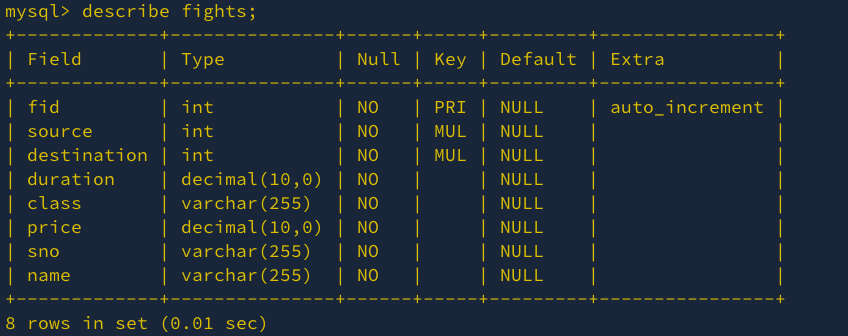 mysql> describe fights;
+-------------+---------------+------+-----+---------+----------------+
| Field       | Type          | Null | Key | Default | Extra          |
+-------------+---------------+------+-----+---------+----------------+
| fid         | int           | NO   | PRI | NULL    | auto_increment |
| source      | int           | NO   | MUL | NULL    |                |
| destination | int           | NO   | MUL | NULL    |                |
| duration    | decimal(10,0) | NO   |     | NULL    |                |
| class       | varchar(255)  | NO   |     | NULL    |                |
| price       | decimal(10,0) | NO   |     | NULL    |                |
| sno         | varchar(255)  | NO   |     | NULL    |                |
| name        | varchar(255)  | NO   |     | NULL    |                |
+-------------+---------------+------+-----+---------+----------------+
8 rows in set (0.01 sec)